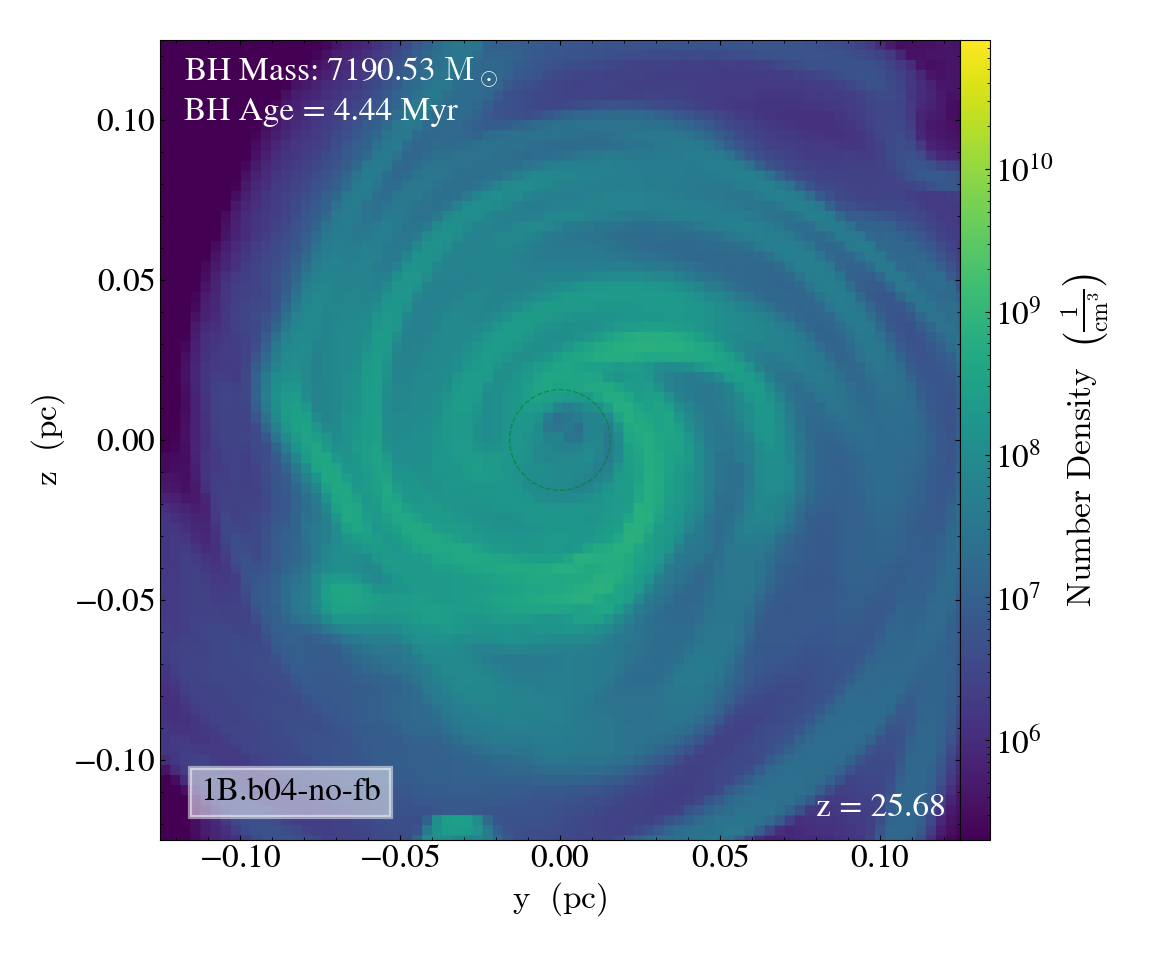 BH Mass: 7190.53 M⊙
BH Age = 4.44 Myr
0.10
0.05
0.00
−0.05
−0.10
z (pc)
1B.b04-no-fb
z = 25.68
−0.10 −0.05 0.00 0.05 0.10
y (pc)
10¹⁰
10⁹
10⁸
10⁷
10⁶
Number Density (1/cm³)